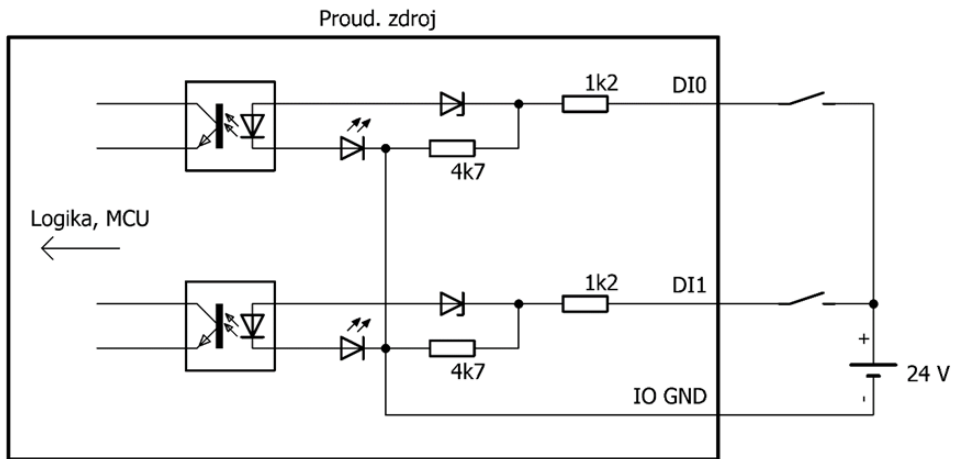 Proud. zdroj
1k2
DI0
4k7
Logika, MCU
1k2
DI1
4k7
+
24 V
IO GND
-